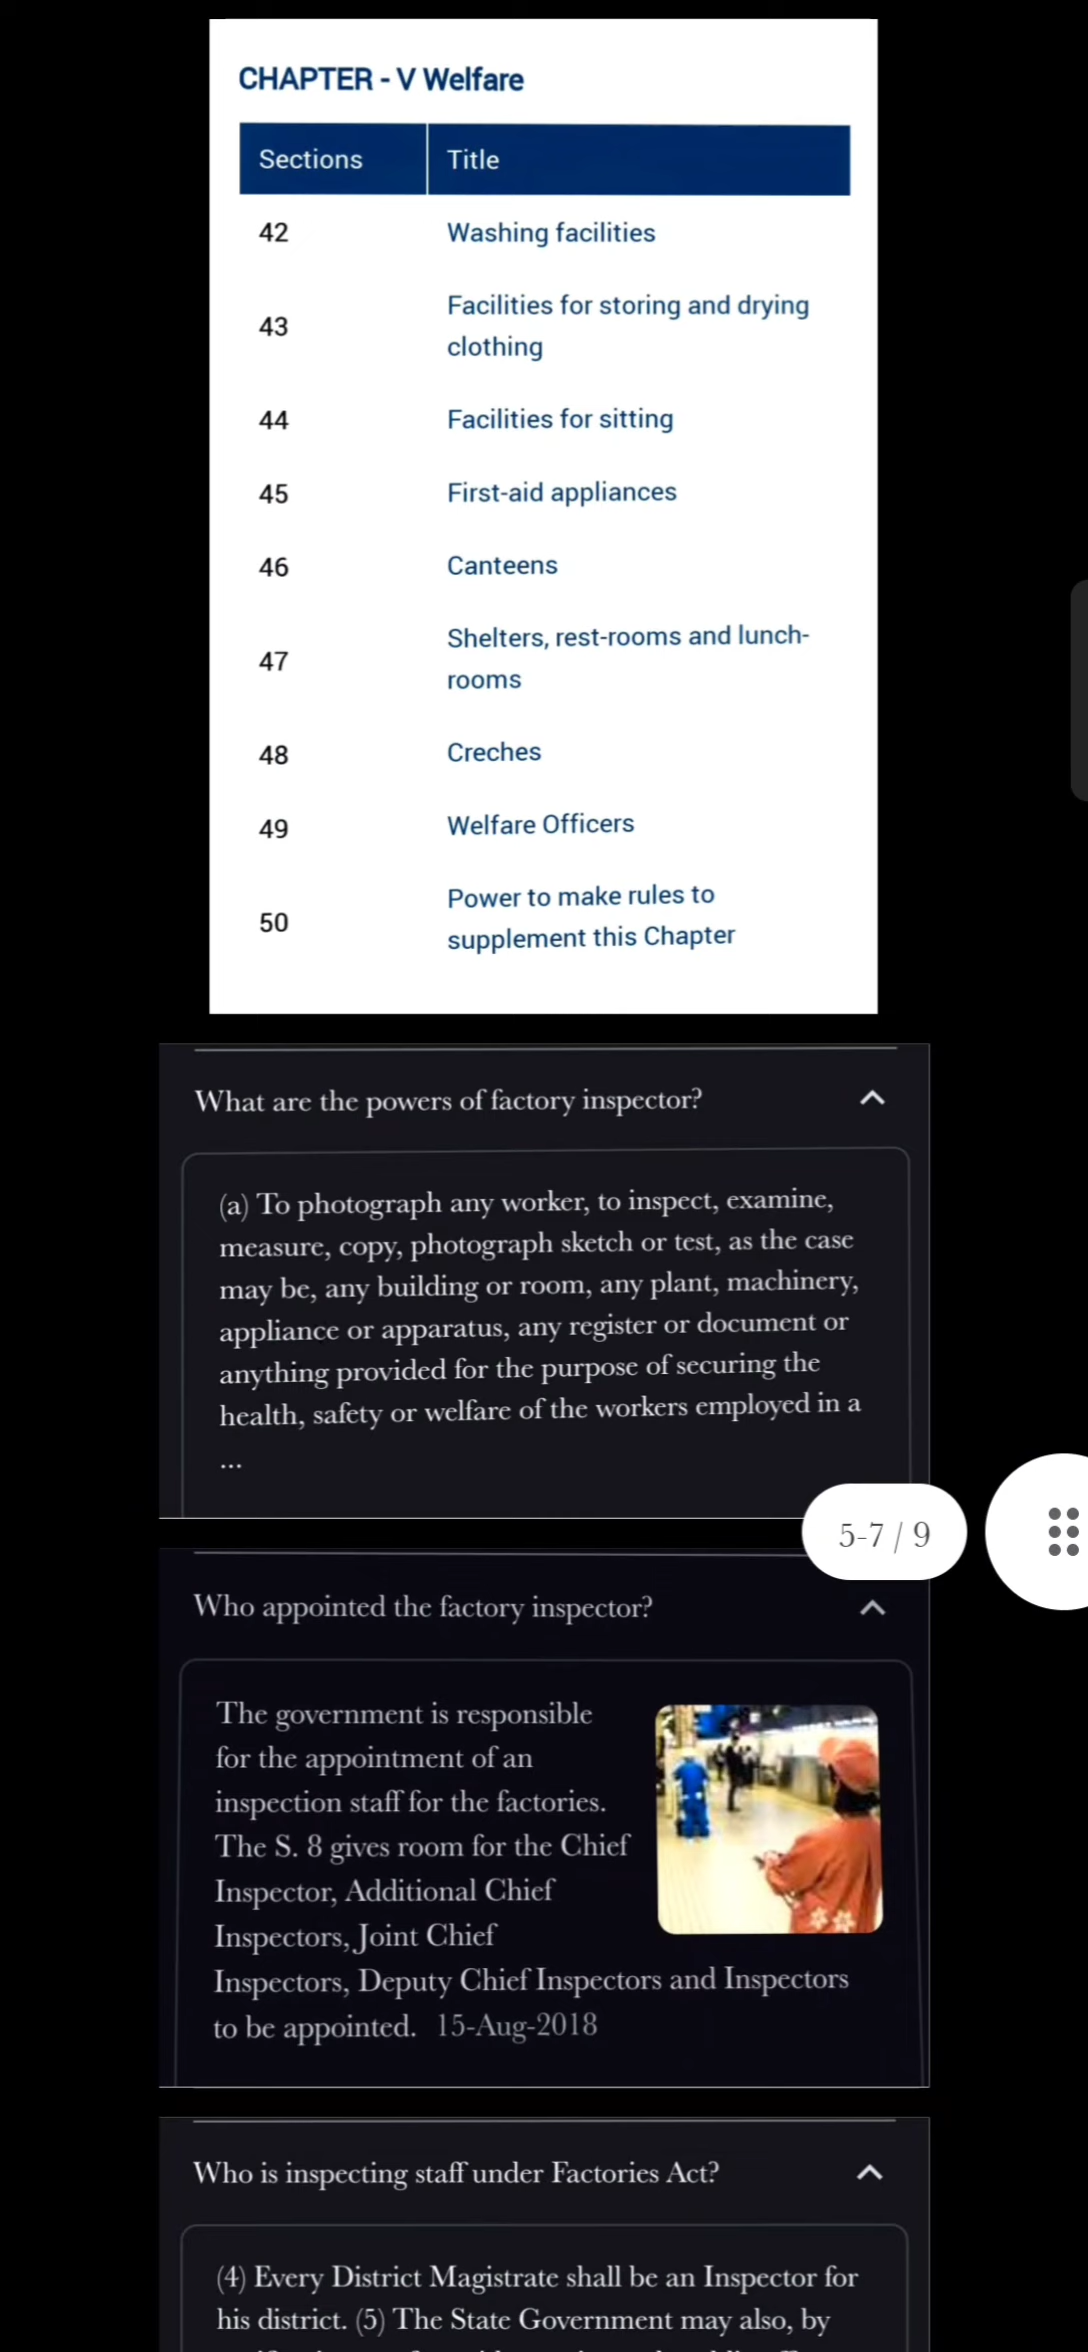 CHAPTER - V Welfare
Sections Title
42 Washing facilities
43 Facilities for storing and drying
clothing
44 Facilities for sitting
45 First-aid appliances
46 Canteens
47 Shelters, rest-rooms and lunch-
rooms
48 Creches
49 Welfare Officers
50 Power to make rules to
supplement this Chapter
What are the powers of factory inspector?
(a) To photograph any worker, to inspect, examine,
measure, copy, photograph sketch or test, as the case
may be, any building or room, any plant, machinery,
appliance or apparatus, any register or document or
anything provided for the purpose of securing the
health, safety or welfare of the workers employed in a
...
5-7 / 9
Who appointed the factory inspector?
The government is responsible
for the appointment of an
inspection staff for the factories.
The S. 8 gives room for the Chief
Inspector, Additional Chief
Inspectors, Joint Chief
Inspectors, Deputy Chief Inspectors and Inspectors
to be appointed. 15-Aug-2018
Who is inspecting staff under Factories Act?
(4) Every District Magistrate shall be an Inspector for
his district. (5) The State Government may also, by